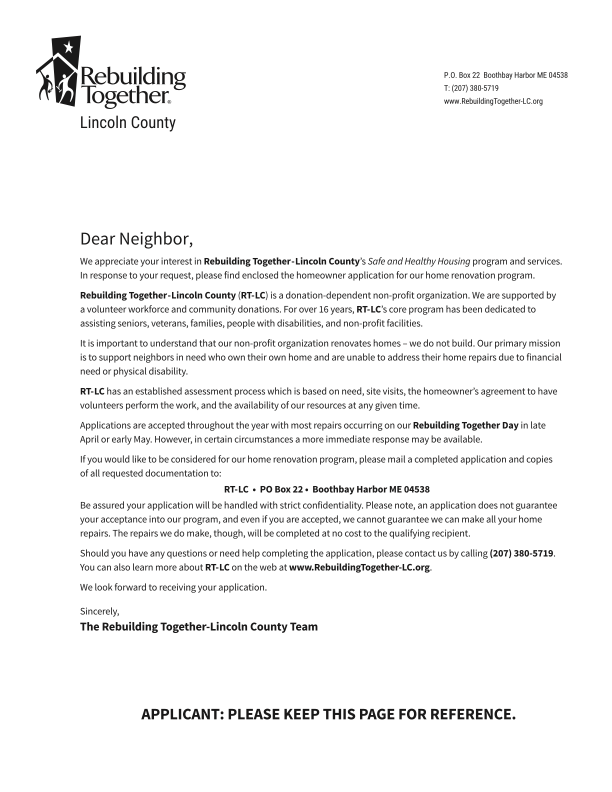 Rebuilding
Together®
Lincoln County
P.O. Box 22 Boothbay Harbor ME 04538
T: (207) 380-5719
www.RebuildingTogether-LC.org
Dear Neighbor,
We appreciate your interest in Rebuilding Together-Lincoln County's Safe and Healthy Housing program and services.
In response to your request, please find enclosed the homeowner application for our home renovation program.
Rebuilding Together-Lincoln County (RT-LC) is a donation-dependent non-profit organization. We are supported by
a volunteer workforce and community donations. For over 16 years, RT-LC's core program has been dedicated to
assisting seniors, veterans, families, people with disabilities, and non-profit facilities.
It is important to understand that our non-profit organization renovates homes – we do not build. Our primary mission
is to support neighbors in need who own their own home and are unable to address their home repairs due to financial
need or physical disability.
RT-LC has an established assessment process which is based on need, site visits, the homeowner's agreement to have
volunteers perform the work, and the availability of our resources at any given time.
Applications are accepted throughout the year with most repairs occurring on our Rebuilding Together Day in late
April or early May. However, in certain circumstances a more immediate response may be available.
If you would like to be considered for our home renovation program, please mail a completed application and copies
of all requested documentation to:
RT-LC • PO Box 22 • Boothbay Harbor ME 04538
Be assured your application will be handled with strict confidentiality. Please note, an application does not guarantee
your acceptance into our program, and even if you are accepted, we cannot guarantee we can make all your home
repairs. The repairs we do make, though, will be completed at no cost to the qualifying recipient.
Should you have any questions or need help completing the application, please contact us by calling (207) 380-5719.
You can also learn more about RT-LC on the web at www.RebuildingTogether-LC.org.
We look forward to receiving your application.
Sincerely,
The Rebuilding Together-Lincoln County Team
APPLICANT: PLEASE KEEP THIS PAGE FOR REFERENCE.